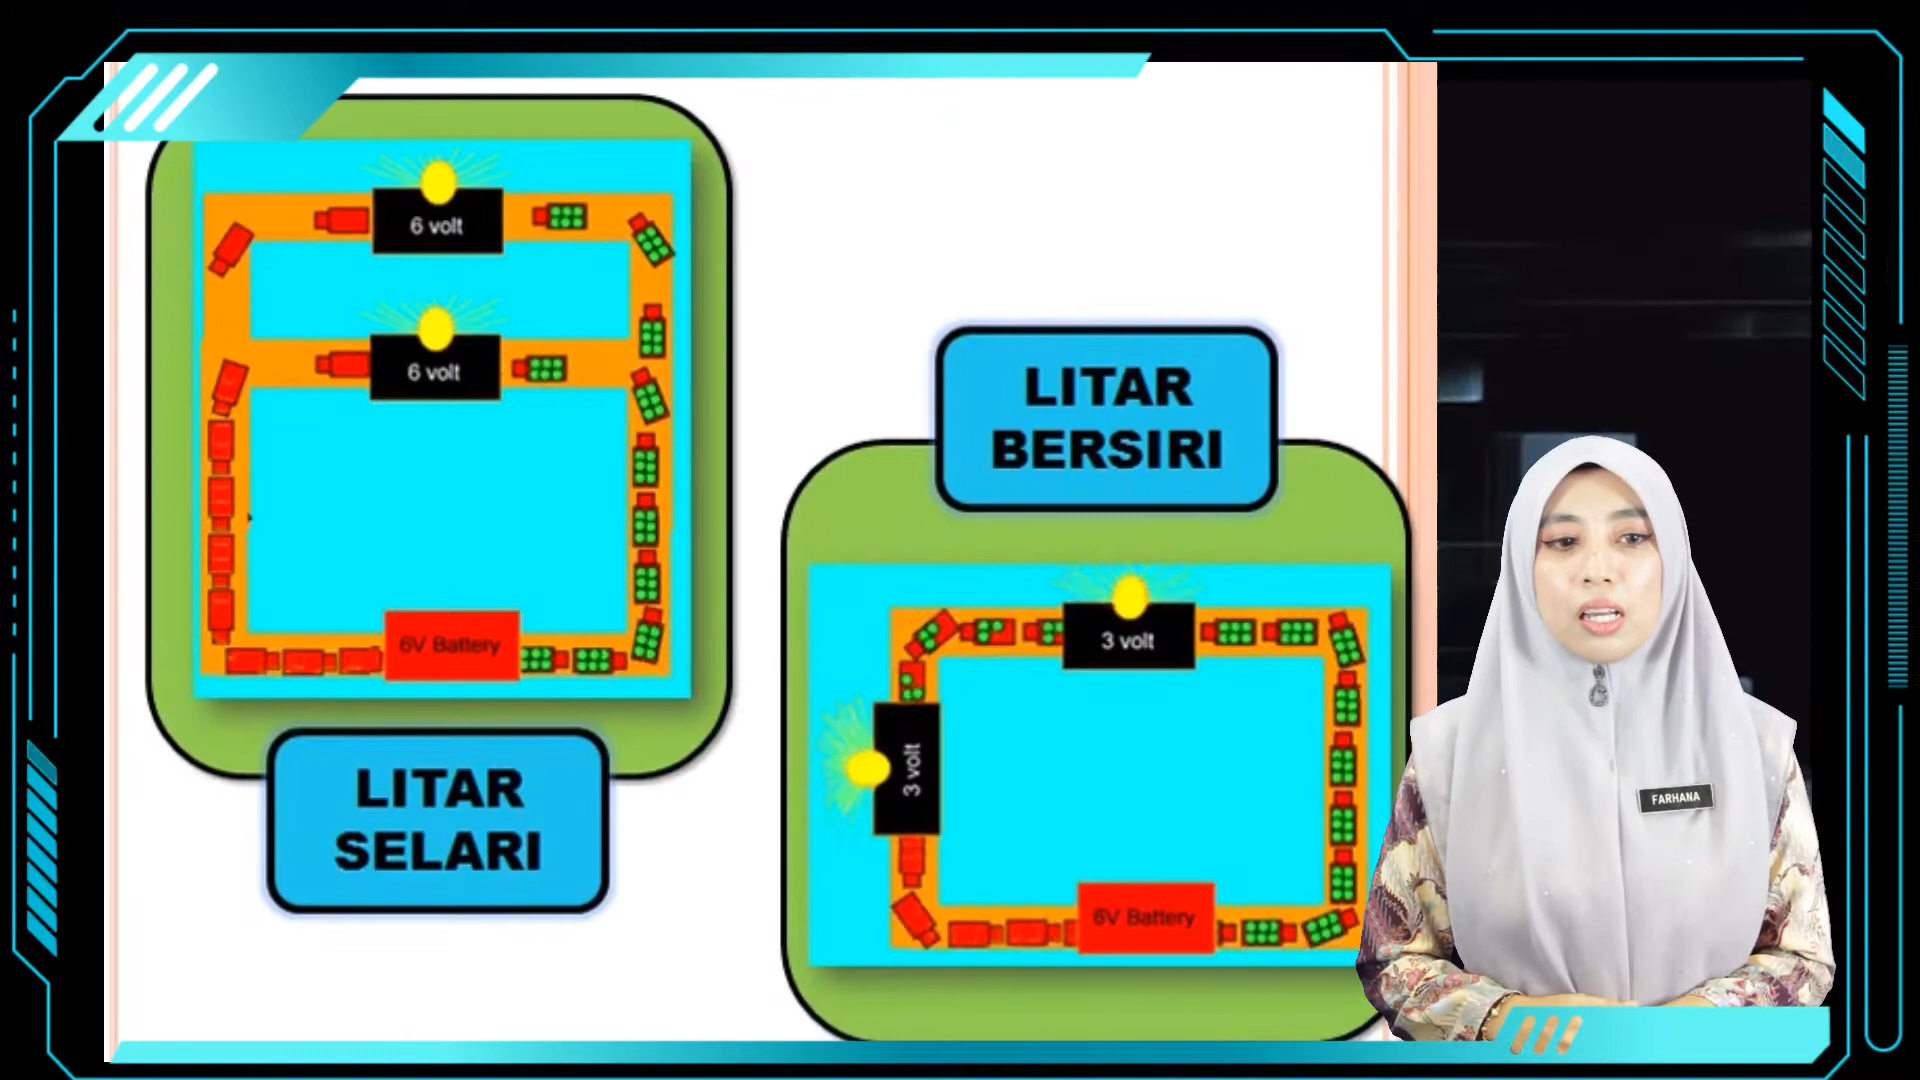 6 volt
6 volt
6V Battery
LITAR
SELARI
LITAR
BERSIRI
3 volt
3 volt
6V Battery
FARHANA